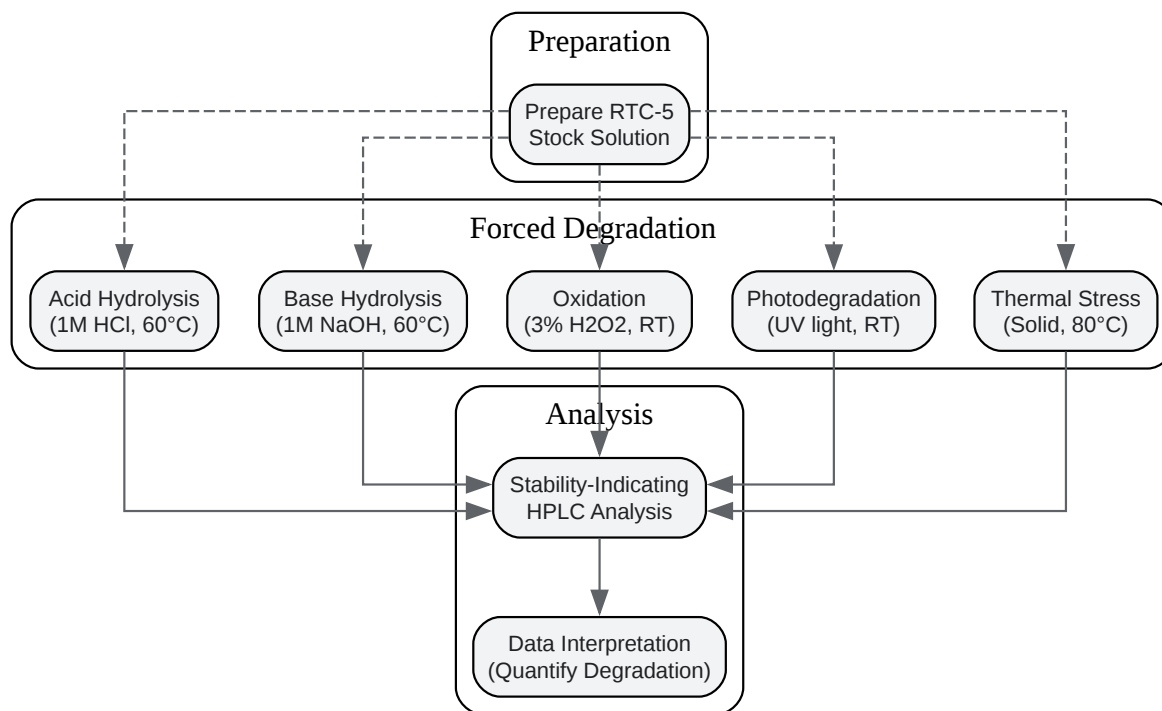 Preparation
Prepare RTC-5
Stock Solution
Forced Degradation
Acid Hydrolysis
(1M HCl, 60°C)
Base Hydrolysis
(1M NaOH, 60°C)
Oxidation
(3% H2O2, RT)
Photodegradation
(UV light, RT)
Thermal Stress
(Solid, 80°C)
Analysis
Stability-Indicating
HPLC Analysis
Data Interpretation
(Quantify Degradation)